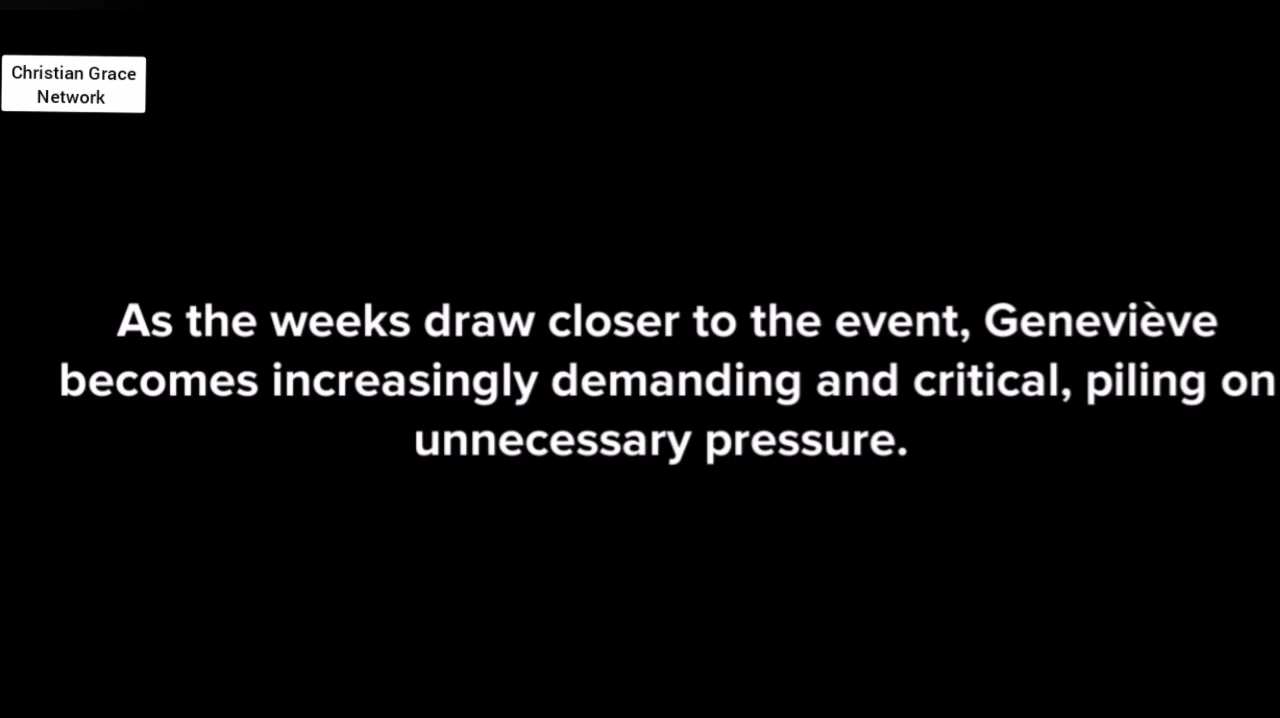 Christian Grace
Network
As the weeks draw closer to the event, Geneviève
becomes increasingly demanding and critical, piling on
unnecessary pressure.